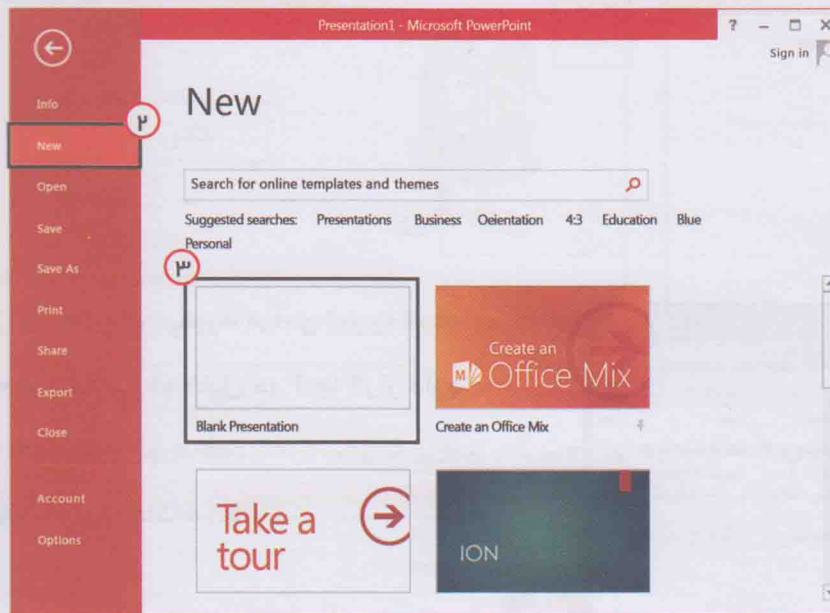 Presentation1 - Microsoft PowerPoint
?
Sign in
Info
New
۲
New
Open
Save
Save As
Print
Share
Export
Close
Account
Options
Search for online templates and themes
Suggested searches: Presentations Business Oeientation 4:3 Education Blue
Personal
۳
Blank Presentation
Create an
Office Mix
Create an Office Mix
Take a
tour
ION